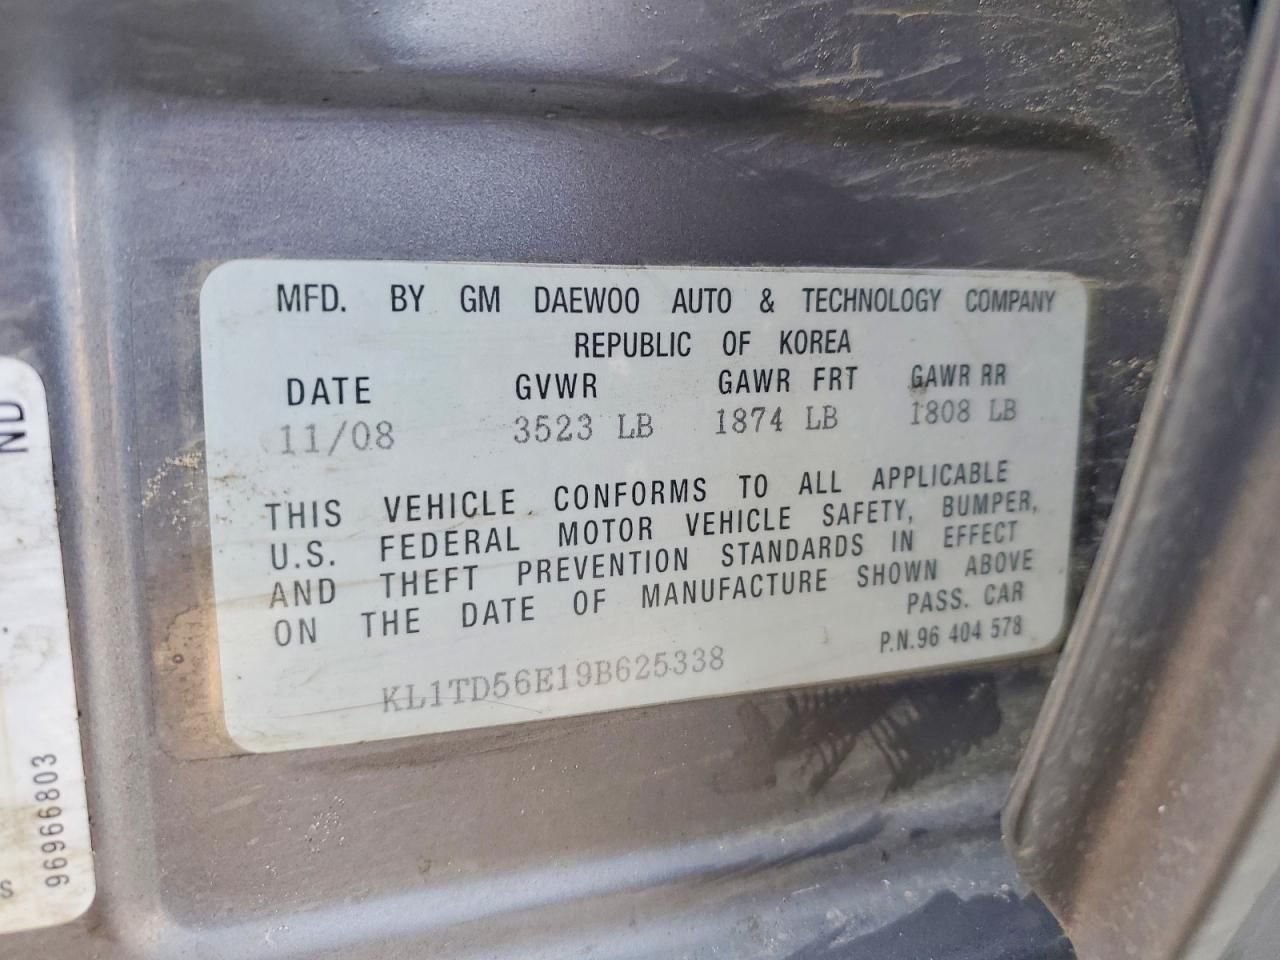 MFD. BY GM DAEWOO AUTO & TECHNOLOGY COMPANY
REPUBLIC OF KOREA
DATE GVWR GAWR FRT GAWR RR
11/08 3523 LB 1874 LB 1808 LB
THIS VEHICLE CONFORMS TO ALL APPLICABLE
U.S. FEDERAL MOTOR VEHICLE SAFETY, BUMPER,
AND THEFT PREVENTION STANDARDS IN EFFECT
ON THE DATE OF MANUFACTURE SHOWN ABOVE
PASS. CAR
P.N.96 404 578
KL1TD56E19B625338
ND
96966803
S